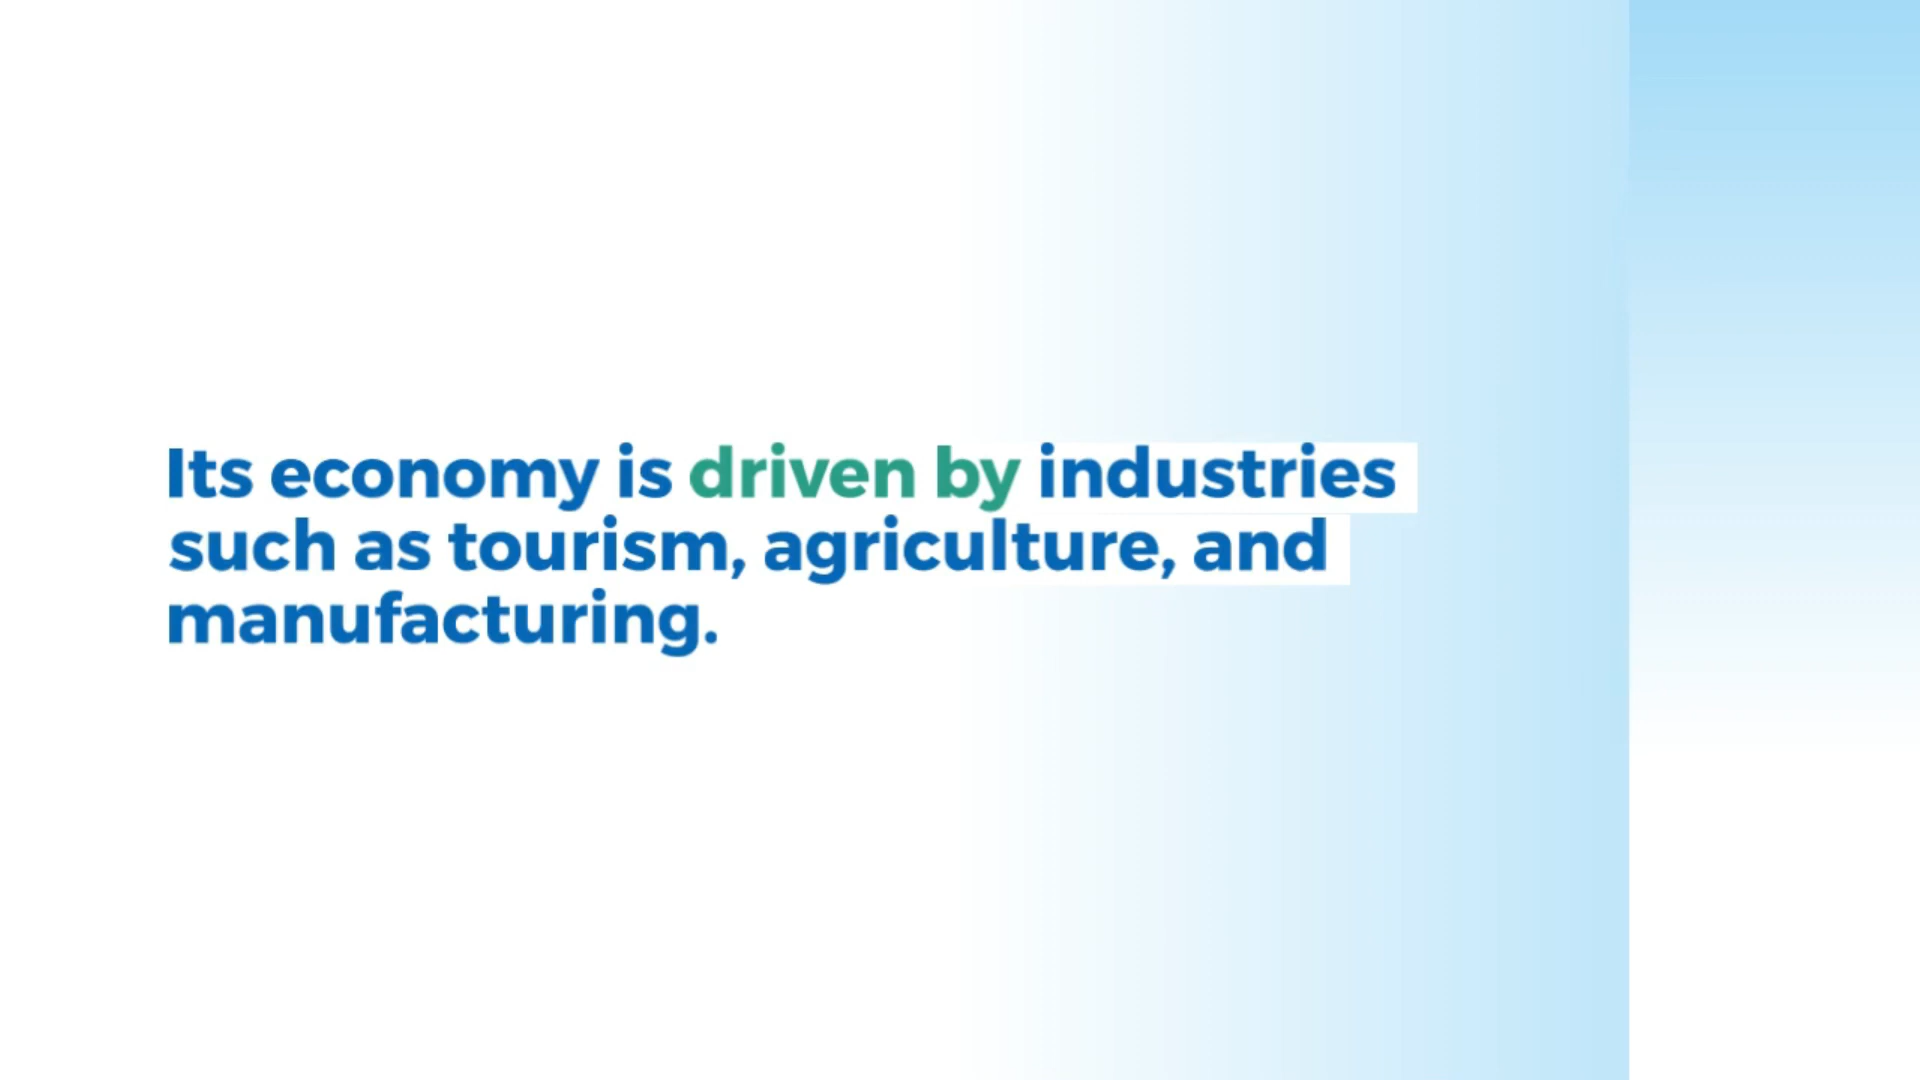 Its economy is driven by industries
such as tourism, agriculture, and
manufacturing.